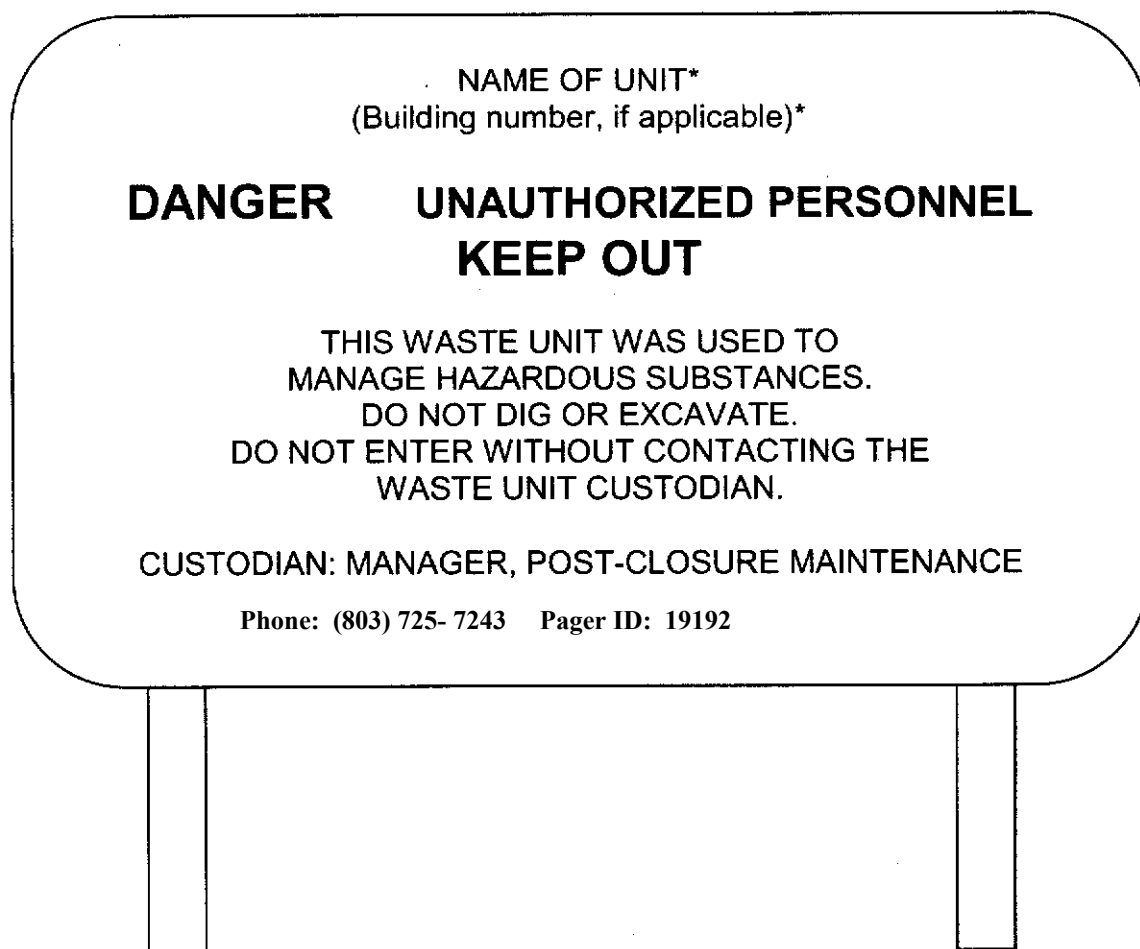 NAME OF UNIT*
(Building number, if applicable)*
DANGER UNAUTHORIZED PERSONNEL
KEEP OUT
THIS WASTE UNIT WAS USED TO
MANAGE HAZARDOUS SUBSTANCES.
DO NOT DIG OR EXCAVATE.
DO NOT ENTER WITHOUT CONTACTING THE
WASTE UNIT CUSTODIAN.
CUSTODIAN: MANAGER, POST-CLOSURE MAINTENANCE
Phone: (803) 725- 7243 Pager ID: 19192